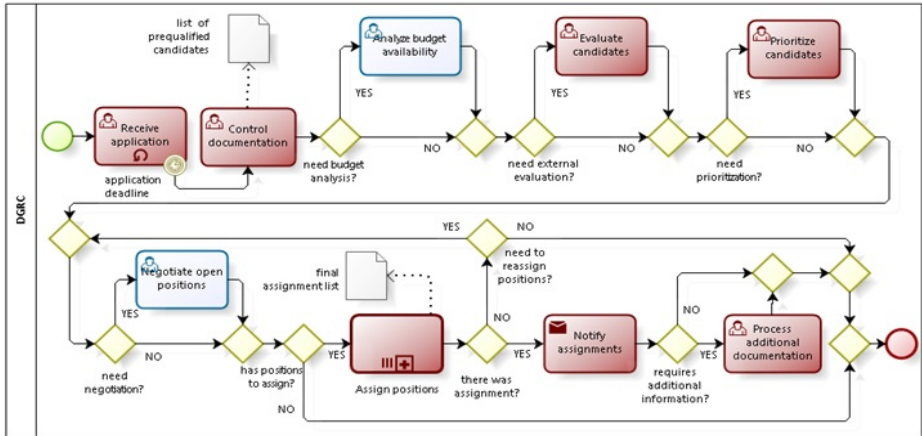 DGRC
list of
prequalified
candidates
Receive
application
application
deadline
Control
documentation
need budget
analysis?
YES
NO
Analyze budget
availability
need external
evaluation?
YES
NO
Evaluate
candidates
need
prioritization?
YES
NO
Prioritize
candidates
need
negotiation?
YES
NO
Negotiate open
positions
has positions
to assign?
YES
NO
final
assignment list
Assign positions
there was
assignment?
NO
YES
need to
reassign
positions?
YES
NO
Notify
assignments
requires
additional
information?
NO
YES
Process
additional
documentation